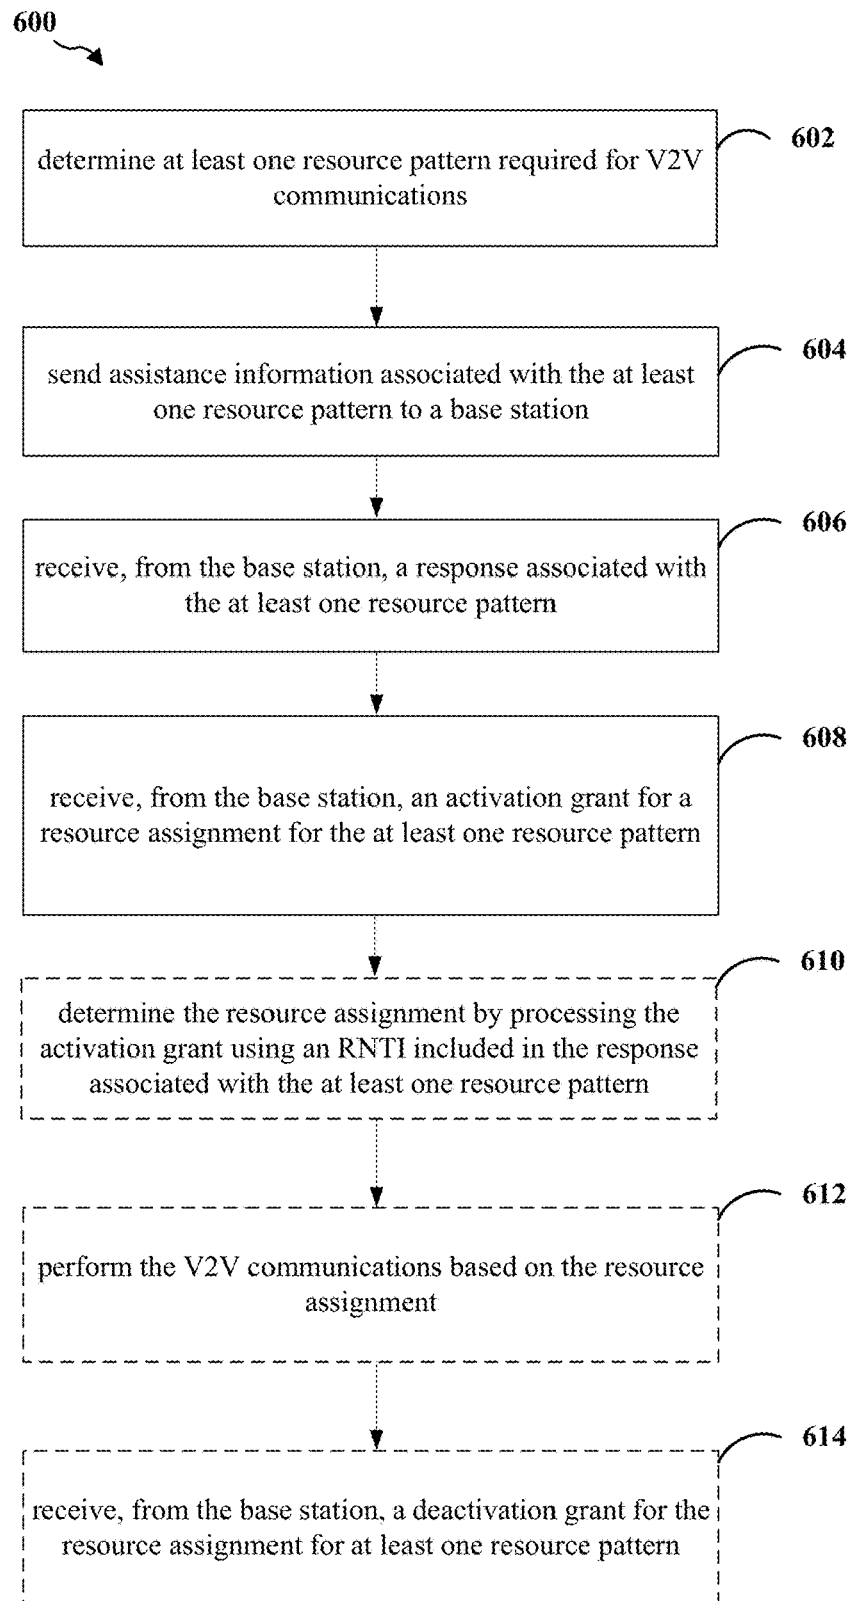 600
602
determine at least one resource pattern required for V2V
communications
604
send assistance information associated with the at least
one resource pattern to a base station
606
receive, from the base station, a response associated with
the at least one resource pattern
608
receive, from the base station, an activation grant for a
resource assignment for the at least one resource pattern
610
determine the resource assignment by processing the
activation grant using an RNTI included in the response
associated with the at least one resource pattern
612
perform the V2V communications based on the resource
assignment
614
receive, from the base station, a deactivation grant for the
resource assignment for at least one resource pattern